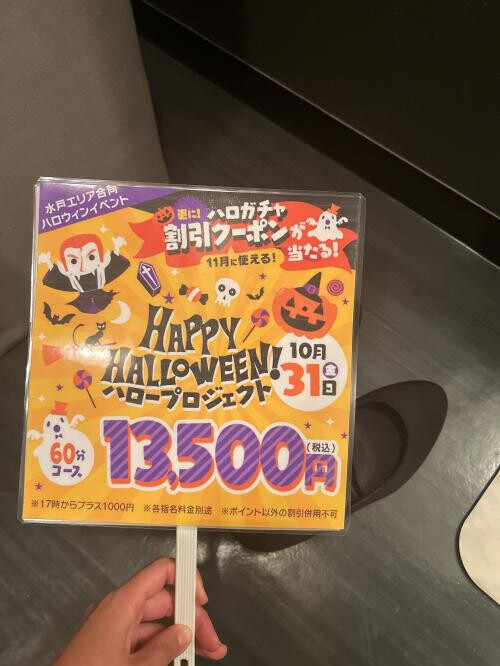 水戸エリア合同
ハロウィンイベント
更に!ハロガチャ
割引クーポンが
当たる!
11月に使える!
HAPPY
HALLOWEEN!
ハロープロジェクト
10月
31日
金
60分
コース
13,500円
(税込)
※17時からプラス1000円 ※各指名料金別途 ※ポイント以外の割引併用不可